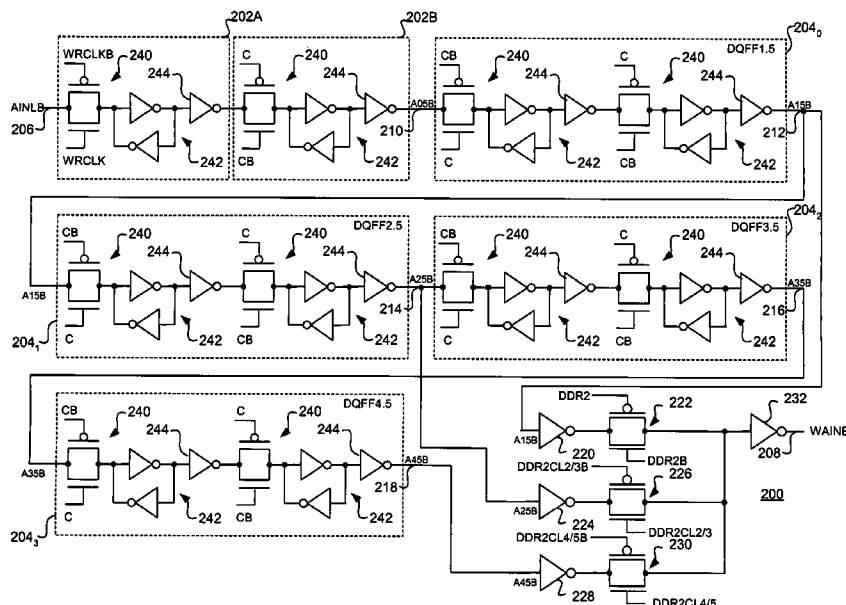 202A
202B
WRCLKB
240
244
C
240
244
CB
240
244
DQFF1.5
C
240
244
204₀
AINLB
206
WRCLK
242
CB
A05B
210
242
C
242
CB
A15B
212
242
CB
240
244
C
240
244
DQFF2.5
CB
240
244
C
240
244
DQFF3.5
204₂
A15B
204₁
C
242
CB
A25B
214
242
C
242
CB
A35B
216
242
CB
240
244
C
240
244
DQFF4.5
A35B
204₃
C
242
CB
A45B
218
242
DDR2
222
232
A15B
220
DDR2B
WAINB
208
DDR2CL2/3B
226
200
A25B
224
DDR2CL2/3
DDR2CL4/5B
230
A45B
228
DDR2CL4/5